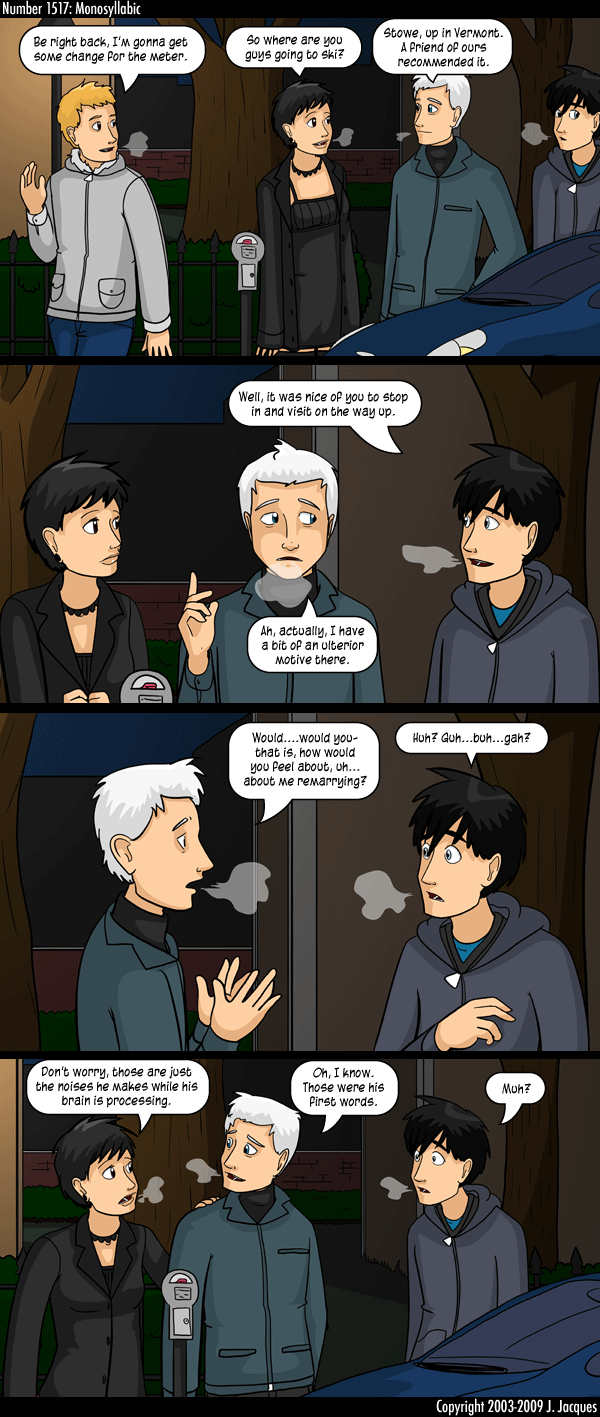 Number 1517: Monosyllabic
Be right back, I'm gonna get
some change for the meter.
So where are you
guys going to ski?
Stowe, up in Vermont.
A friend of ours
recommended it.
Well, it was nice of you to stop
in and visit on the way up.
Ah, actually, I have
a bit of an ulterior
motive there.
Would....would you-
that is, how would
you feel about, uh...
about me remarrying?
Huh? Guh...buh...gah?
Don't worry, those are just
the noises he makes while his
brain is processing.
Oh, I know.
Those were his
first words.
Muh?
Copyright 2003-2009 J. Jacques